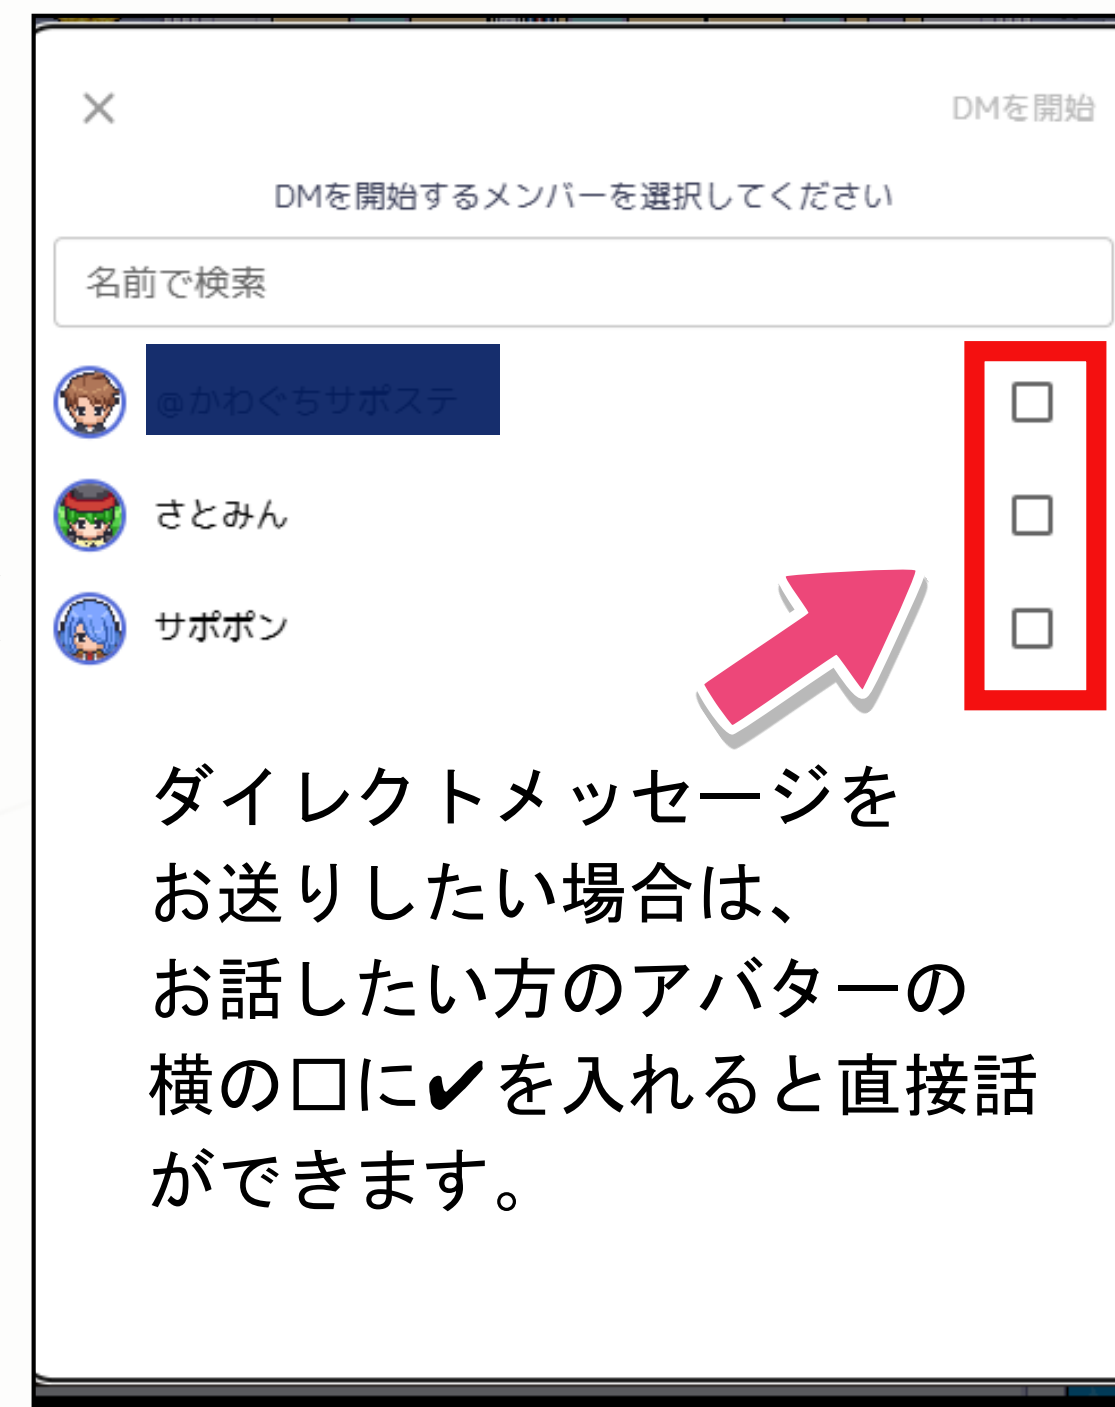 DMを開始
DMを開始するメンバーを選択してください
名前で検索
@かわぐちサポステ
さとみん
サポポン
ダイレクトメッセージを
お送りしたい場合は、
お話したい方のアバターの
横の□に✔を入れると直接話
ができます。